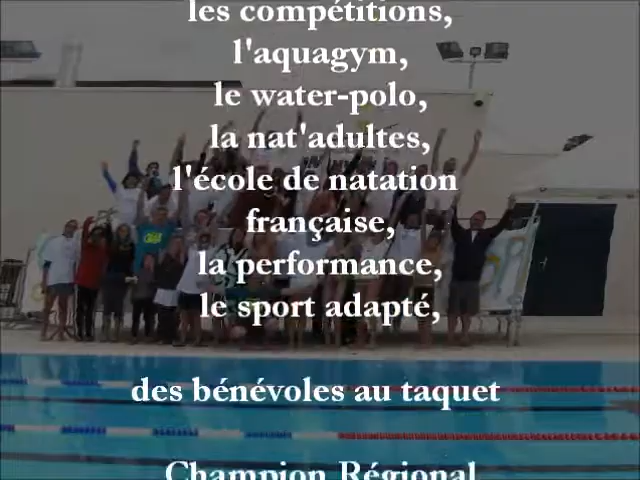 les compétitions,
l'aquagym,
le water-polo,
la nat'adultes,
l'école de natation
française,
la performance,
le sport adapté,
des bénévoles au taquet
Champion Régional